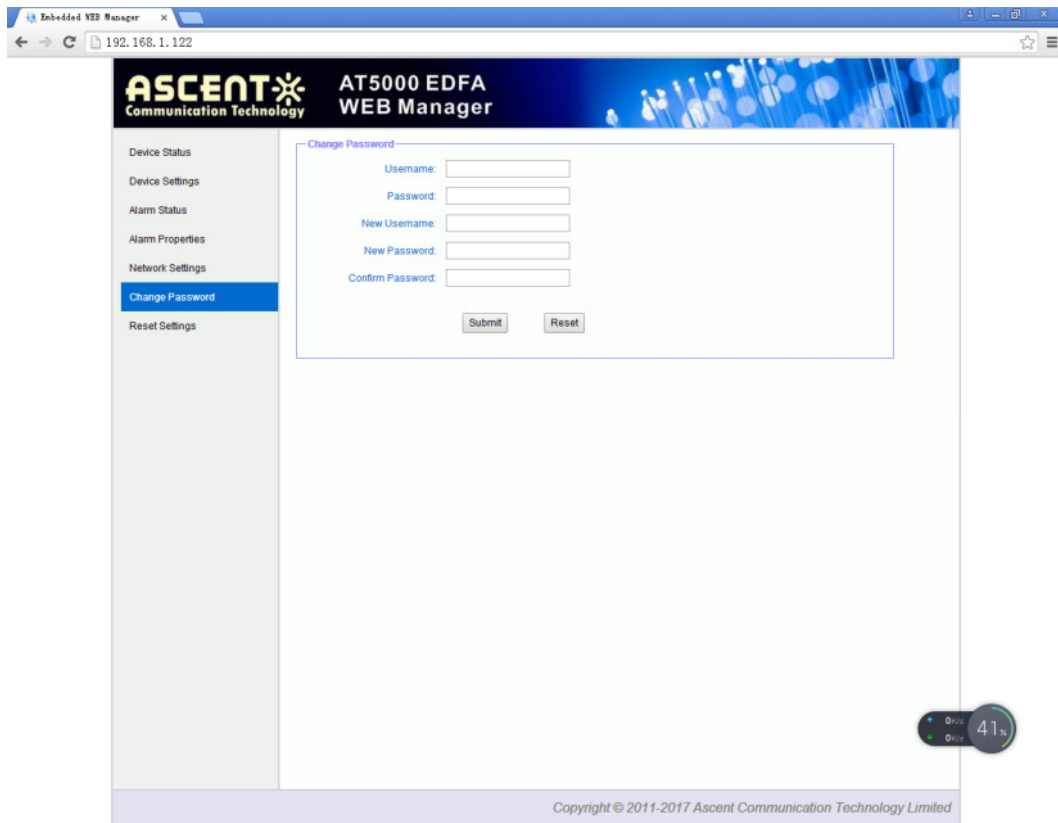 Embedded WEB Manager
192.168.1.122
ASCENT
Communication Technology
AT5000 EDFA
WEB Manager
Device Status
Device Settings
Alarm Status
Alarm Properties
Network Settings
Change Password
Reset Settings
Change Password
Username:
Password:
New Username:
New Password:
Confirm Password:
Submit Reset
0K/s
0K/s
41%
Copyright © 2011-2017 Ascent Communication Technology Limited